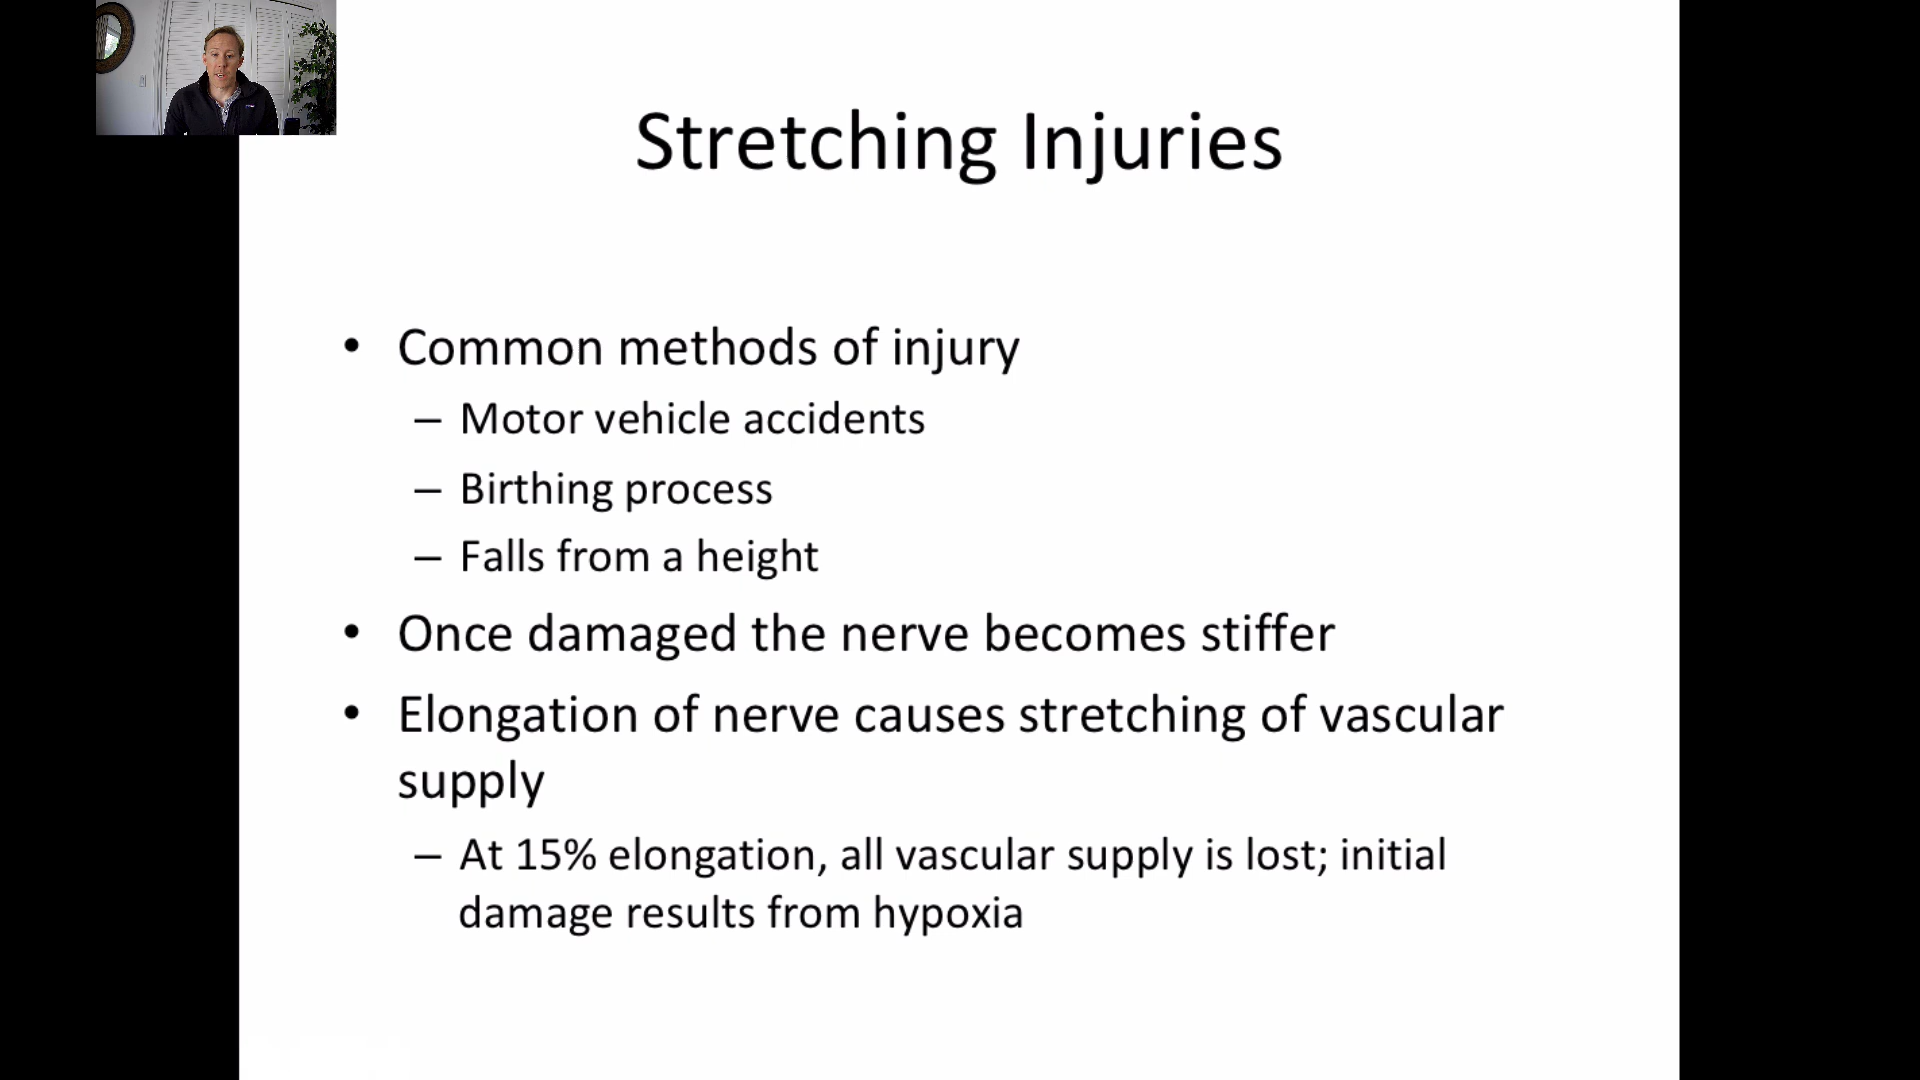 Stretching Injuries
• Common methods of injury
– Motor vehicle accidents
– Birthing process
– Falls from a height
• Once damaged the nerve becomes stiffer
• Elongation of nerve causes stretching of vascular
supply
– At 15% elongation, all vascular supply is lost; initial
damage results from hypoxia